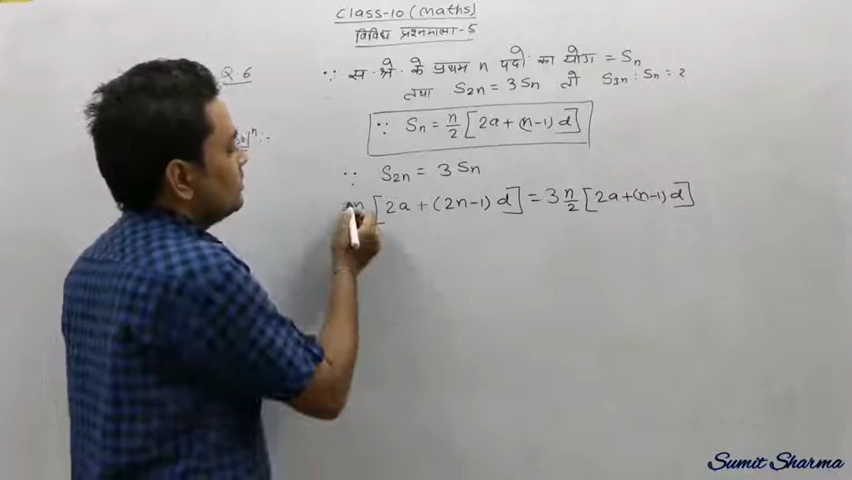 Class-10 (Maths)
विविध प्रश्नमाला-5
Q.6
∵ स.श्रे. के प्रथम n पदो का योग = Sn
तथा S2n = 3Sn तो S3n : Sn = ?
Solⁿ:-
∵ Sn = n/2 [2a+(n-1)d]
∵ S2n = 3Sn
[2a+(2n-1)d] = 3 n/2 [2a+(n-1)d]
Sumit Sharma